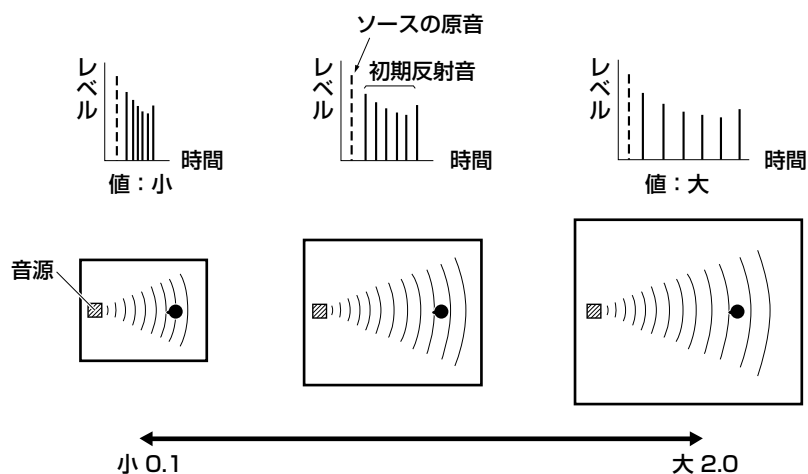 ソースの原音
初期反射音
レベル
時間
値：小
レベル
時間
レベル
時間
値：大
音源
小 0.1
大 2.0